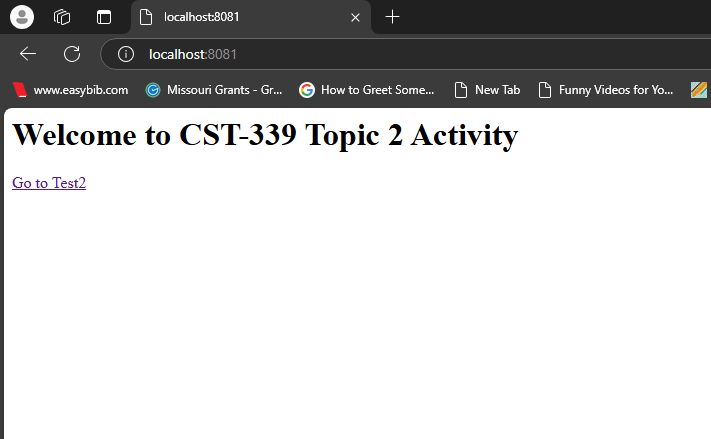 localhost:8081
localhost:8081
www.easybib.com Missouri Grants - Gr... How to Greet Some... New Tab Funny Videos for Yo...
Welcome to CST-339 Topic 2 Activity
Go to Test2